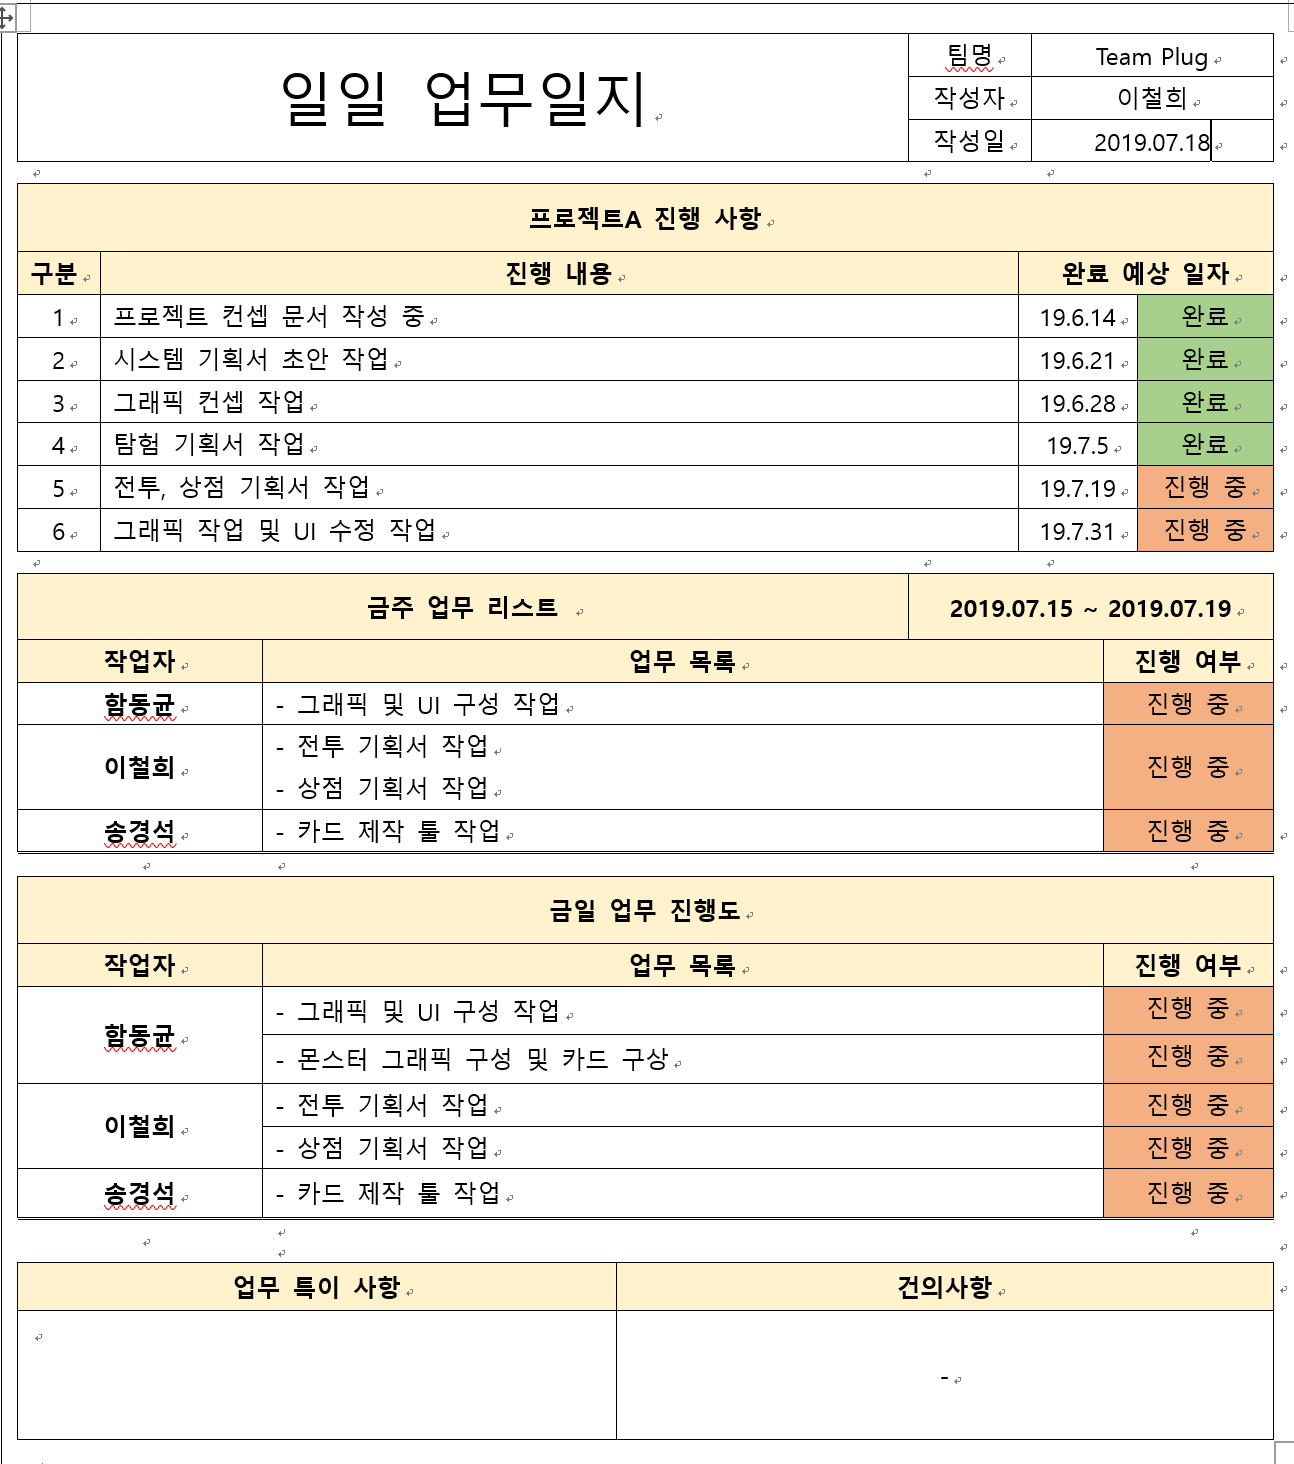 일일 업무일지
팀명 Team Plug
작성자 이철희
작성일 2019.07.18
프로젝트A 진행 사항
구분 진행 내용 완료 예상 일자
1 프로젝트 컨셉 문서 작성 중 19.6.14 완료
2 시스템 기획서 초안 작업 19.6.21 완료
3 그래픽 컨셉 작업 19.6.28 완료
4 탐험 기획서 작업 19.7.5 완료
5 전투, 상점 기획서 작업 19.7.19 진행 중
6 그래픽 작업 및 UI 수정 작업 19.7.31 진행 중
금주 업무 리스트 2019.07.15 ~ 2019.07.19
작업자 업무 목록 진행 여부
함동균 - 그래픽 및 UI 구성 작업 진행 중
이철희 - 전투 기획서 작업 진행 중
- 상점 기획서 작업
송경석 - 카드 제작 툴 작업 진행 중
금일 업무 진행도
작업자 업무 목록 진행 여부
함동균 - 그래픽 및 UI 구성 작업 진행 중
- 몬스터 그래픽 구성 및 카드 구상 진행 중
이철희 - 전투 기획서 작업 진행 중
- 상점 기획서 작업 진행 중
송경석 - 카드 제작 툴 작업 진행 중
업무 특이 사항 건의사항
-